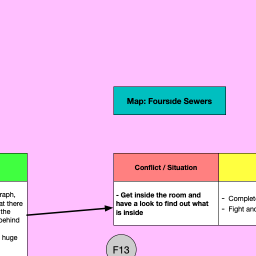 Map: Fourside Sewers
Conflict / Situation
raph,
at there
the
behind
huge
- Get inside the room and
have a look to find out what
is inside
- Complet
- Fight and
F13